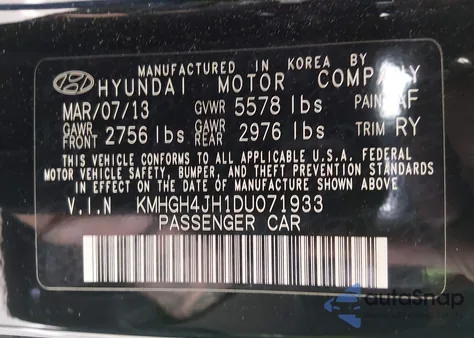 MANUFACTURED IN KOREA BY
HYUNDAI MOTOR COMPANY
MAR/07/13 GVWR 5578 lbs PAINT AF
GAWR FRONT 2756 lbs GAWR REAR 2976 lbs TRIM RY
THIS VEHICLE CONFORMS TO ALL APPLICABLE U.S.A. FEDERAL
MOTOR VEHICLE SAFETY, BUMPER, AND THEFT PREVENTION STANDARDS
IN EFFECT ON THE DATE OF MANUFACTURE SHOWN ABOVE
V.I.N KMHGH4JH1DU071933
PASSENGER CAR
autoSnap